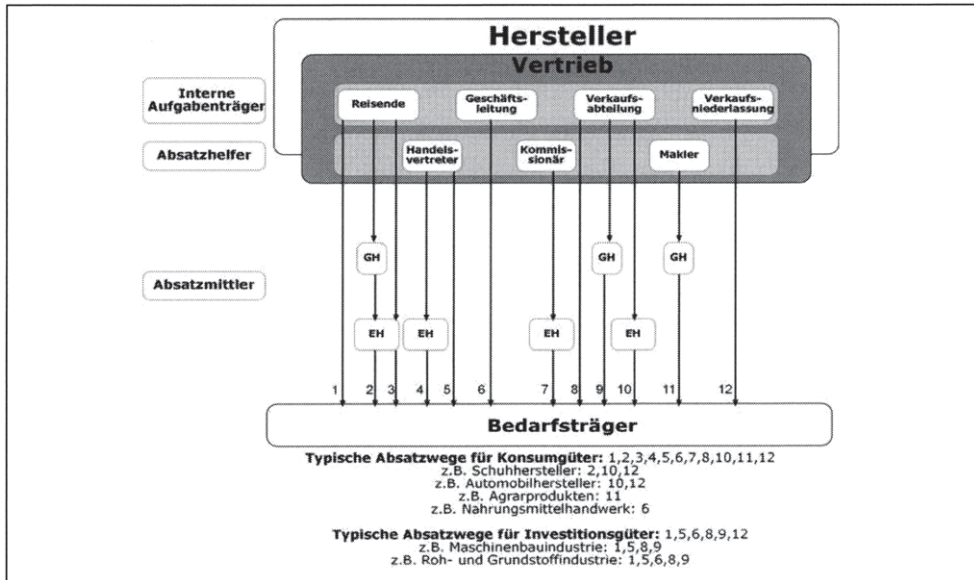 Hersteller
Vertrieb
Interne
Aufgabenträger
Reisende
Geschäfts-
leitung
Verkaufs-
abteilung
Verkaufs-
niederlassung
Absatzhelfer
Handels-
vertreter
Kommis-
sionär
Makler
Absatzmittler
GH
GH
GH
EH
EH
EH
EH
1 2 3 4 5 6 7 8 9 10 11 12
Bedarfsträger
Typische Absatzwege für Konsumgüter: 1,2,3,4,5,6,7,8,10,11,12
z.B. Schuhhersteller: 2,10,12
z.B. Automobilhersteller: 10,12
z.B. Agrarprodukten: 11
z.B. Nahrungsmittelhandwerk: 6
Typische Absatzwege für Investitionsgüter: 1,5,6,8,9,12
z.B. Maschinenbauindustrie: 1,5,8,9
z.B. Roh- und Grundstoffindustrie: 1,5,6,8,9